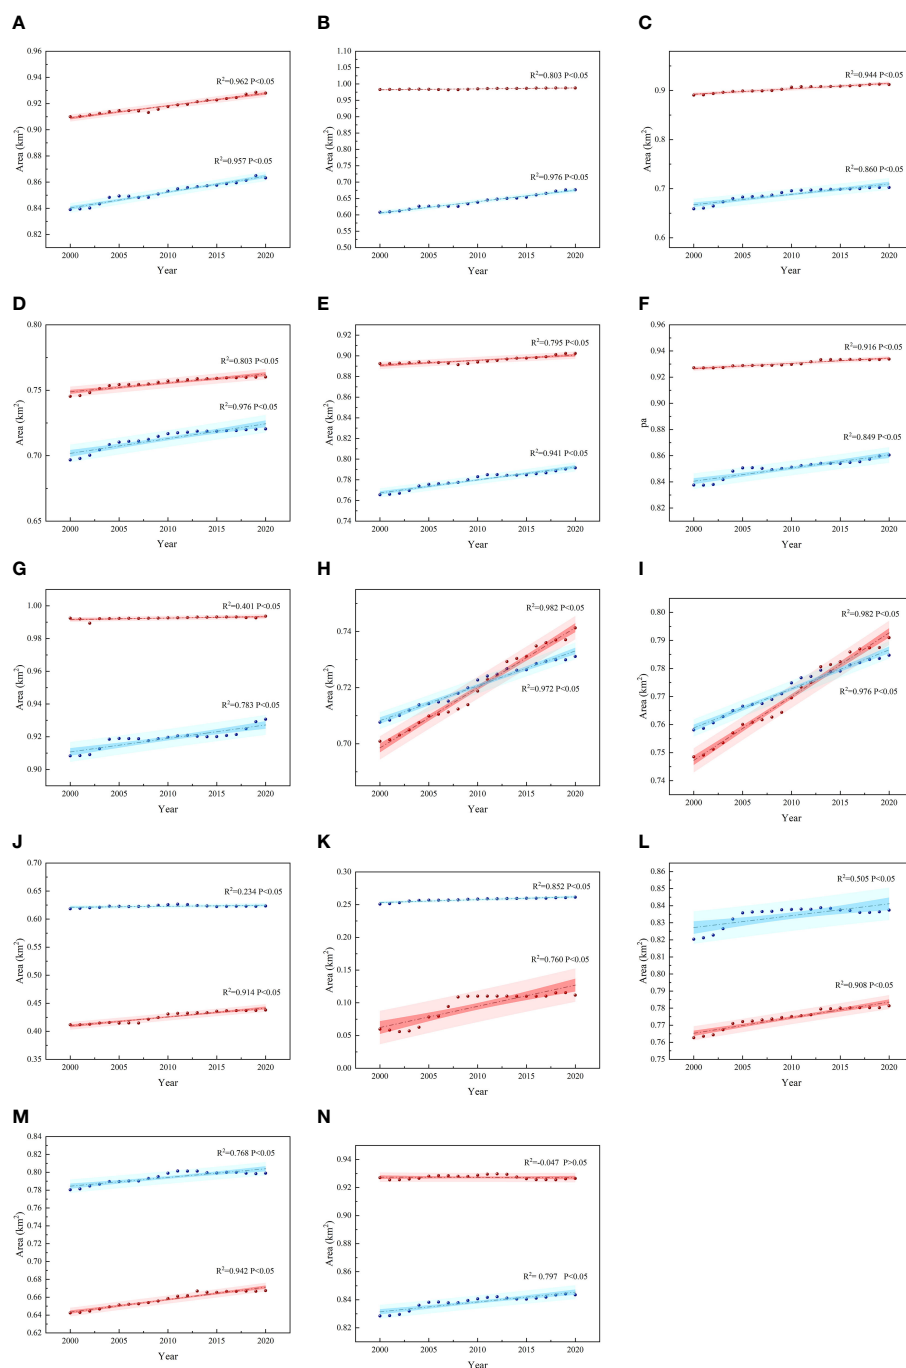 A
B
C
0.96
0.94
0.92
0.90
0.88
0.86
0.84
0.82
Area (km²)
R²=0.962 P<0.05
R²=0.957 P<0.05
2000 2005 2010 2015 2020
Year
1.10
1.05
1.00
0.95
0.90
0.85
0.80
0.75
0.70
0.65
0.60
0.55
0.50
Area (km²)
R²=0.803 P<0.05
R²=0.976 P<0.05
2000 2005 2010 2015 2020
Year
0.9
0.8
0.7
0.6
Area (km²)
R²=0.944 P<0.05
R²=0.860 P<0.05
2000 2005 2010 2015 2020
Year
D
E
F
0.80
0.75
0.70
0.65
Area (km²)
R²=0.803 P<0.05
R²=0.976 P<0.05
2000 2005 2010 2015 2020
Year
0.92
0.90
0.88
0.86
0.84
0.82
0.80
0.78
0.76
0.74
Area (km²)
R²=0.795 P<0.05
R²=0.941 P<0.05
2000 2005 2010 2015 2020
Year
0.96
0.94
0.92
0.90
0.88
0.86
0.84
0.82
pa
R²=0.916 P<0.05
R²=0.849 P<0.05
2000 2005 2010 2015 2020
Year
G
H
I
1.00
0.99
0.98
0.96
0.94
0.93
0.92
0.90
Area (km²)
R²=0.401 P<0.05
R²=0.783 P<0.05
2000 2005 2010 2015 2020
Year
0.74
0.72
0.70
Area (km²)
R²=0.982 P<0.05
R²=0.972 P<0.05
2000 2005 2010 2015 2020
Year
0.80
0.79
0.78
0.77
0.76
0.75
0.74
Area (km²)
R²=0.982 P<0.05
R²=0.976 P<0.05
2000 2005 2010 2015 2020
Year
J
K
L
0.70
0.65
0.60
0.55
0.50
0.45
0.40
0.35
Area (km²)
R²=0.234 P<0.05
R²=0.914 P<0.05
2000 2005 2010 2015 2020
Year
0.30
0.25
0.20
0.15
0.10
0.05
0.00
Area (km²)
R²=0.852 P<0.05
R²=0.760 P<0.05
2000 2005 2010 2015 2020
Year
0.86
0.84
0.83
0.82
0.80
0.79
0.77
0.76
0.75
Area (km²)
R²=0.505 P<0.05
R²=0.908 P<0.05
2000 2005 2010 2015 2020
Year
M
N
0.84
0.82
0.80
0.78
0.76
0.74
0.72
0.70
0.68
0.66
0.64
0.62
Area (km²)
R²=0.768 P<0.05
R²=0.942 P<0.05
2000 2005 2010 2015 2020
Year
0.94
0.92
0.90
0.88
0.86
0.84
0.82
Area (km²)
R²=-0.047 P>0.05
R²= 0.797 P<0.05
2000 2005 2010 2015 2020
Year